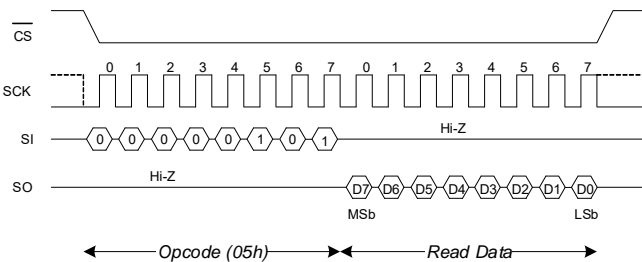 CS
0 1 2 3 4 5 6 7 0 1 2 3 4 5 6 7
SCK
Hi-Z
SI 0 0 0 0 0 1 0 1
Hi-Z
SO D7 D6 D5 D4 D3 D2 D1 D0
MSb LSb
Opcode (05h) Read Data